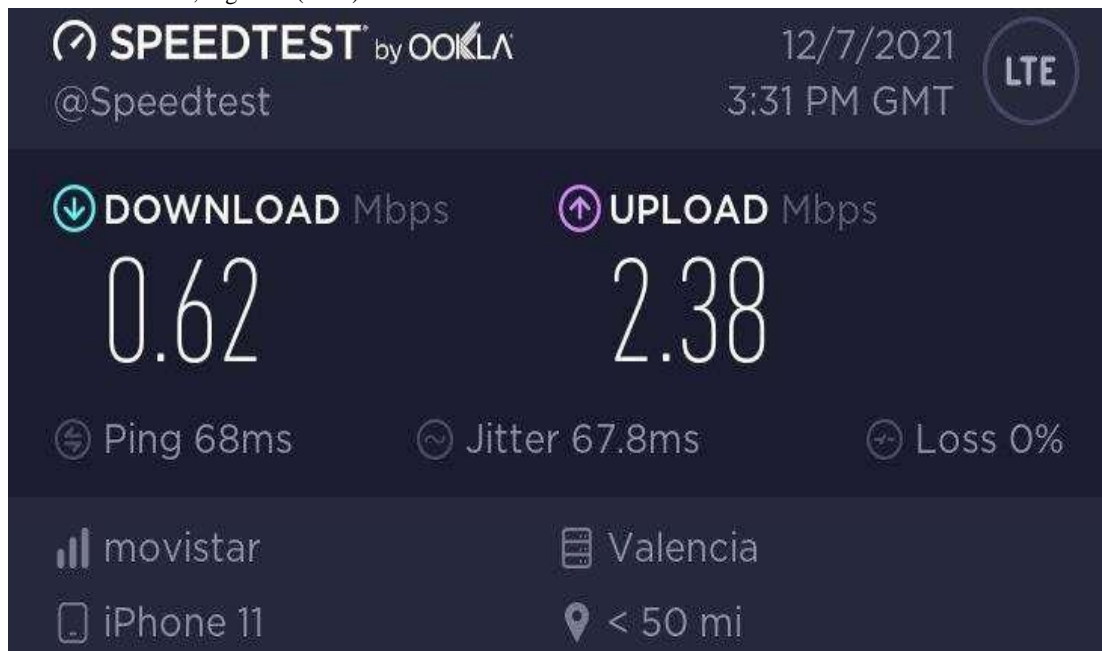 SPEEDTEST by OOKLA 12/7/2021 LTE
@Speedtest 3:31 PM GMT
DOWNLOAD Mbps UPLOAD Mbps
0.62 2.38
Ping 68ms Jitter 67.8ms Loss 0%
movistar Valencia
iPhone 11 < 50 mi